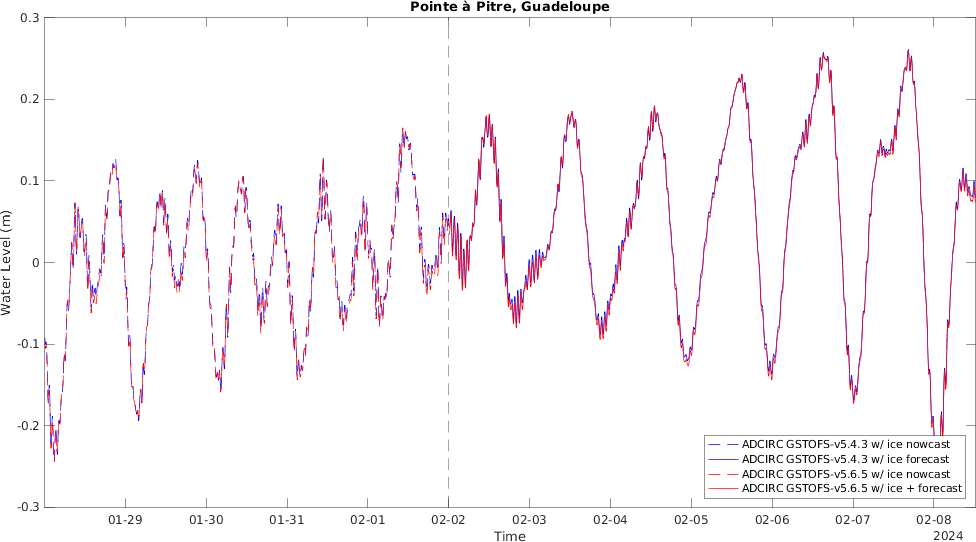 Pointe à Pitre, Guadeloupe
0.3
0.2
0.1
0
-0.1
-0.2
-0.3
Water Level (m)
ADCIRC GSTOFS-v5.4.3 w/ ice nowcast
ADCIRC GSTOFS-v5.4.3 w/ ice forecast
ADCIRC GSTOFS-v5.6.5 w/ ice nowcast
ADCIRC GSTOFS-v5.6.5 w/ ice + forecast
01-29 01-30 01-31 02-01 02-02 02-03 02-04 02-05 02-06 02-07 02-08
Time
2024